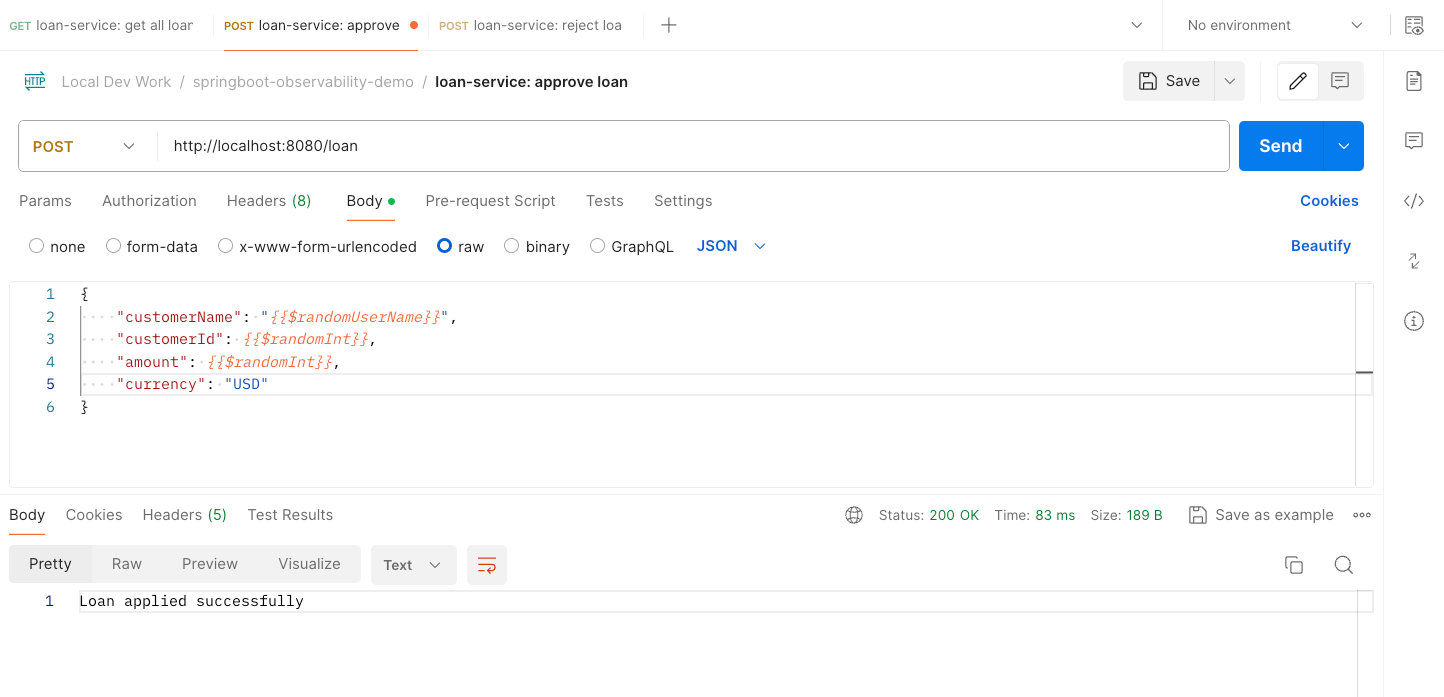 GET loan-service: get all loar
POST loan-service: approve
POST loan-service: reject loa
No environment
HTTP Local Dev Work / springboot-observability-demo / loan-service: approve loan
Save
POST http://localhost:8080/loan
Send
Params Authorization Headers (8) Body Pre-request Script Tests Settings Cookies
none form-data x-www-form-urlencoded raw binary GraphQL JSON Beautify
1 {
2 "customerName": "{{$randomUserName}}",
3 "customerId": {{$randomInt}},
4 "amount": {{$randomInt}},
5 "currency": "USD"
6 }
Body Cookies Headers (5) Test Results Status: 200 OK Time: 83 ms Size: 189 B Save as example
Pretty Raw Preview Visualize Text
1 Loan applied successfully